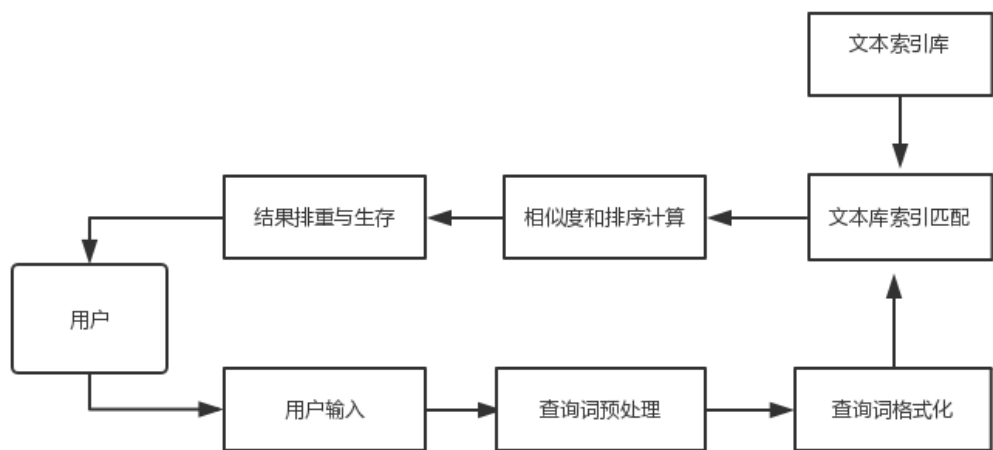 文本索引库
结果排重与生存
相似度和排序计算
文本库索引匹配
用户
用户输入
查询词预处理
查询词格式化